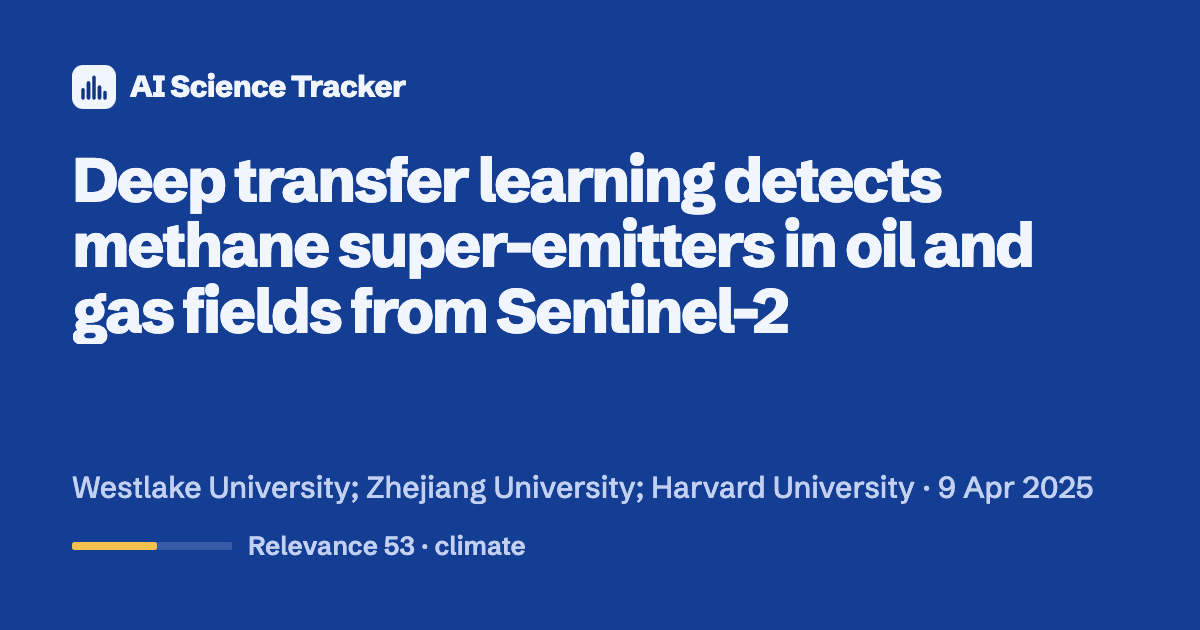 AI Science Tracker
Deep transfer learning detects
methane super-emitters in oil and
gas fields from Sentinel-2
Westlake University; Zhejiang University; Harvard University · 9 Apr 2025
Relevance 53 · climate